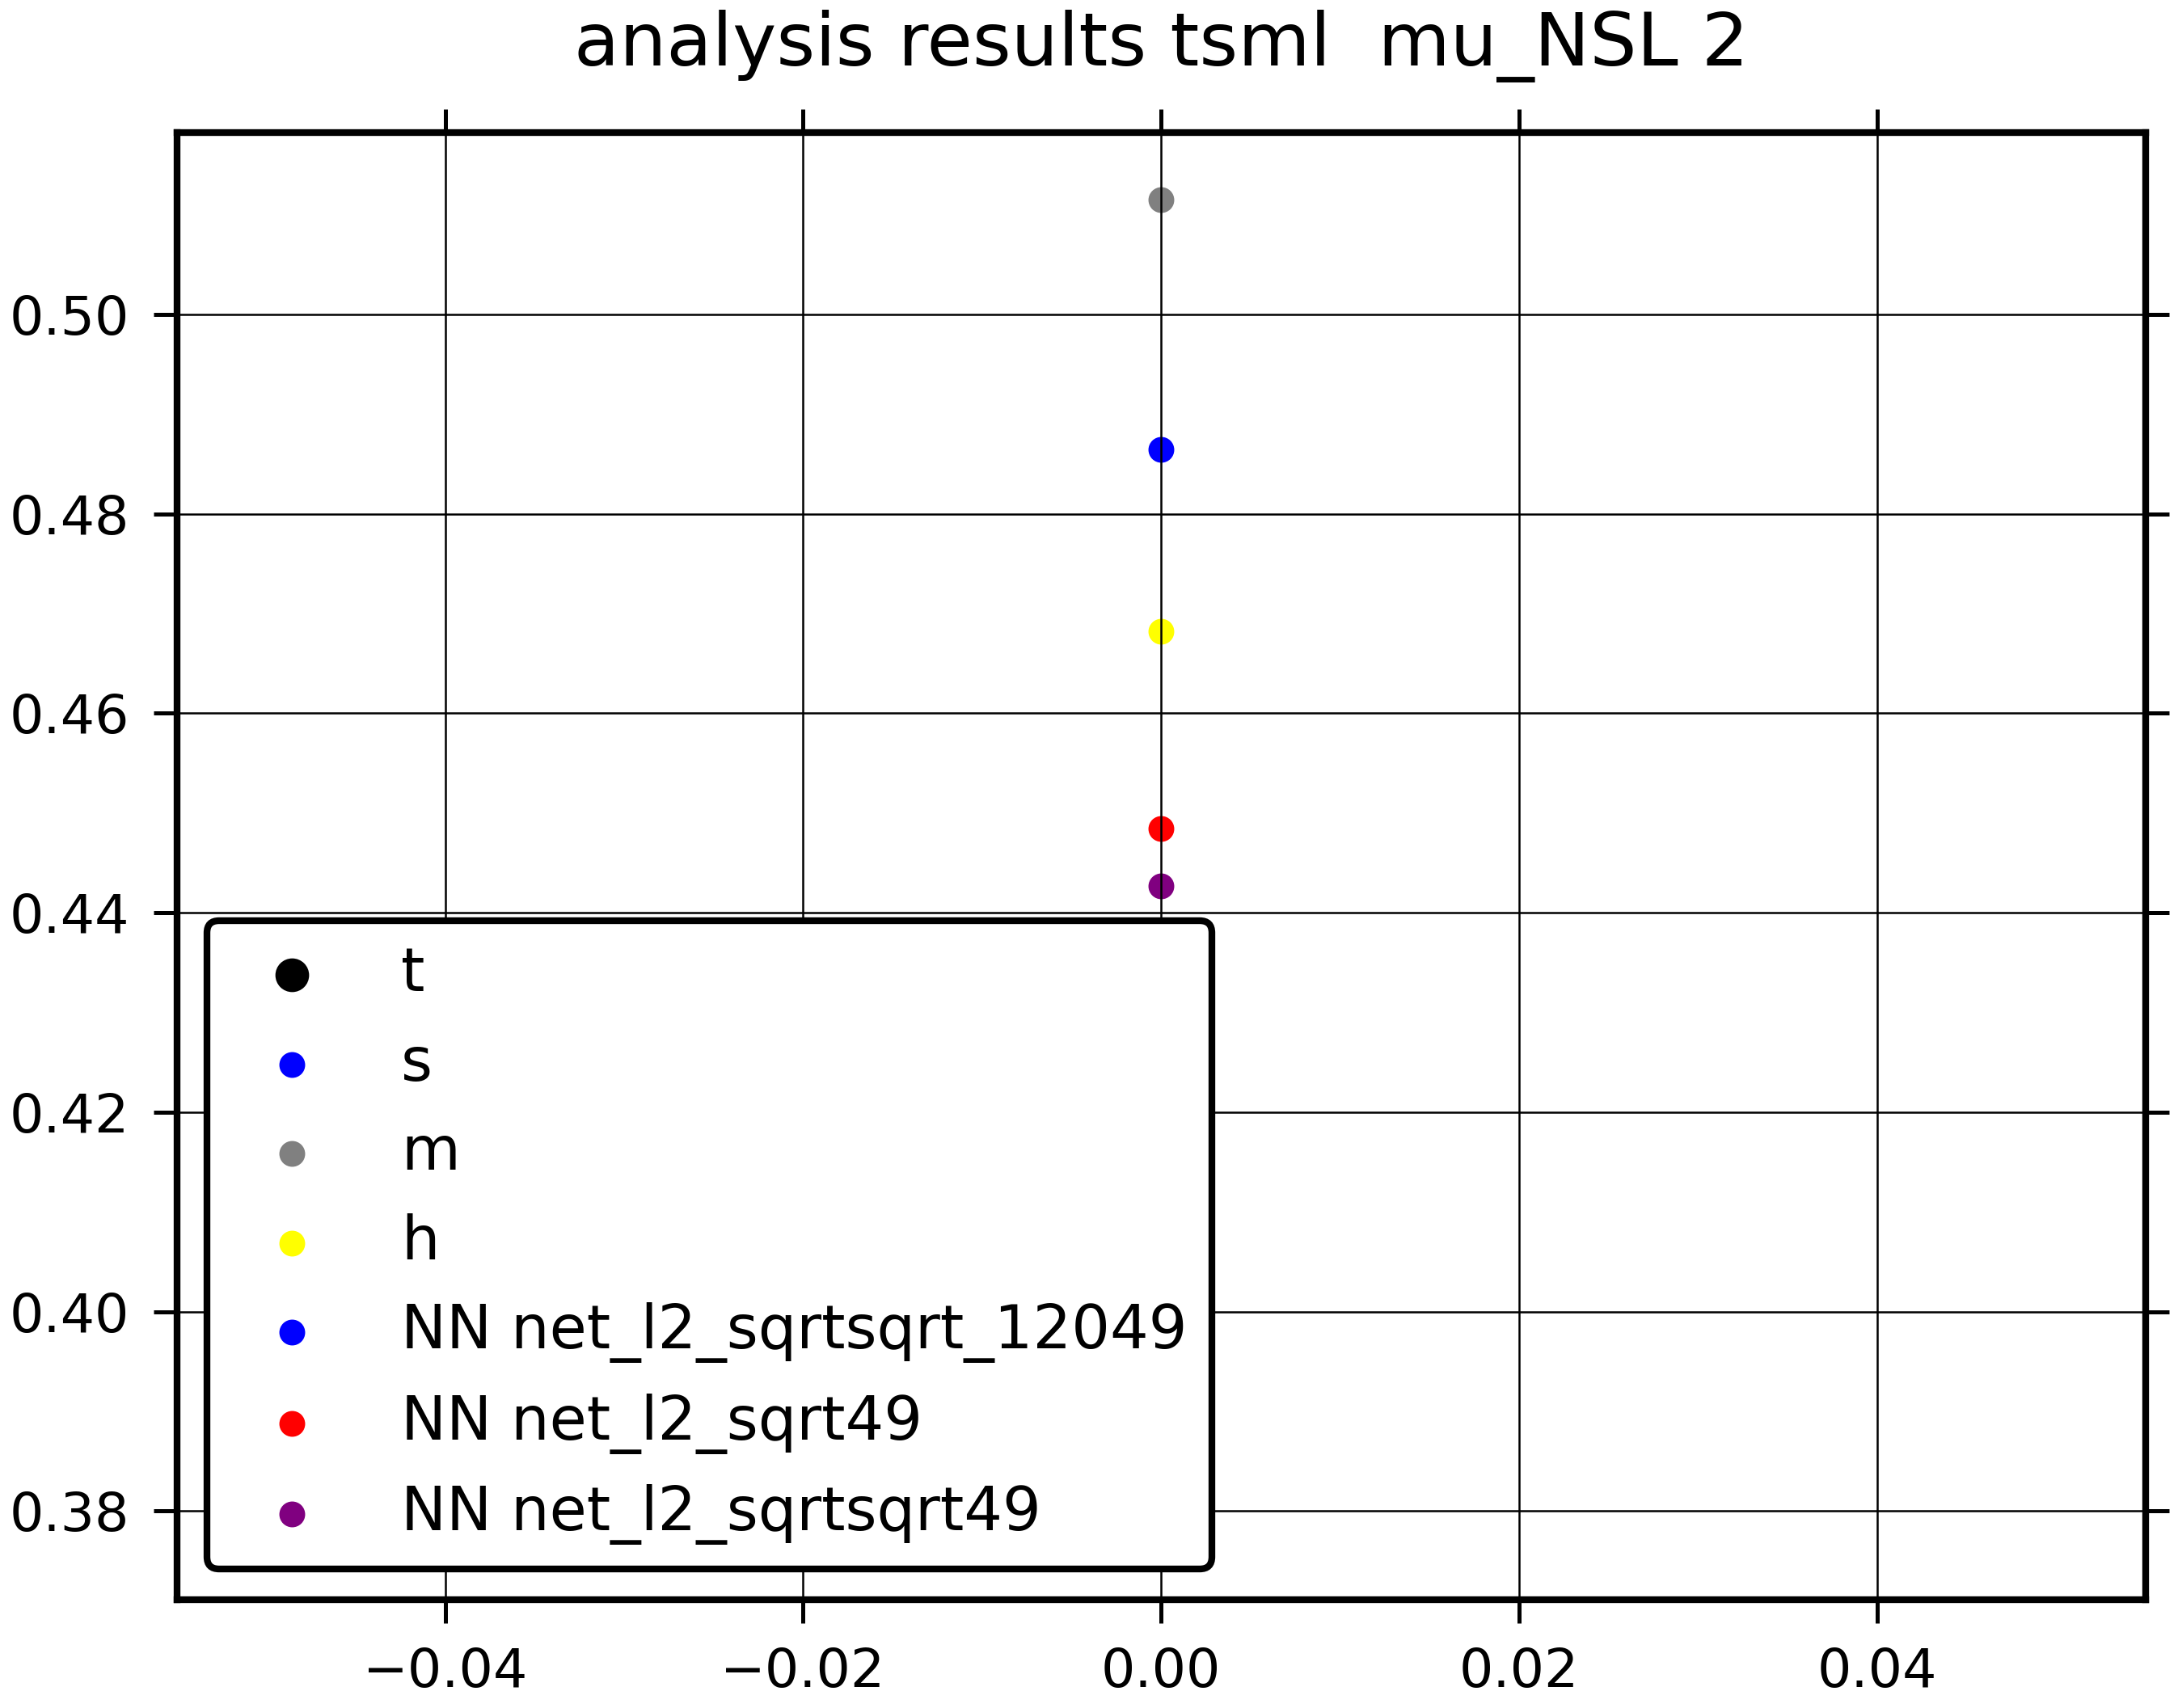 analysis results tsml  mu_NSL 2
0.50
0.48
0.46
0.44
0.42
0.40
0.38
t
s
m
h
NN net_l2_sqrtsqrt_12049
NN net_l2_sqrt49
NN net_l2_sqrtsqrt49
−0.04 −0.02 0.00 0.02 0.04